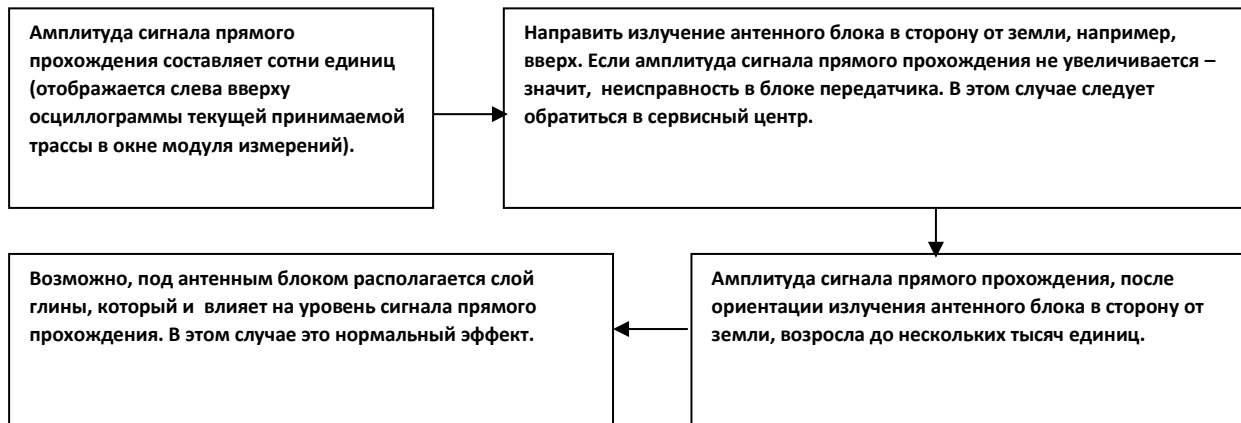 Амплитуда сигнала прямого
прохождения составляет сотни единиц
(отображается слева вверху
осциллограммы текущей принимаемой
трассы в окне модуля измерений).
Направить излучение антенного блока в сторону от земли, например,
вверх. Если амплитуда сигнала прямого прохождения не увеличивается –
значит, неисправность в блоке передатчика. В этом случае следует
обратиться в сервисный центр.
Амплитуда сигнала прямого прохождения, после
ориентации излучения антенного блока в сторону от
земли, возросла до нескольких тысяч единиц.
Возможно, под антенным блоком располагается слой
глины, который и влияет на уровень сигнала прямого
прохождения. В этом случае это нормальный эффект.